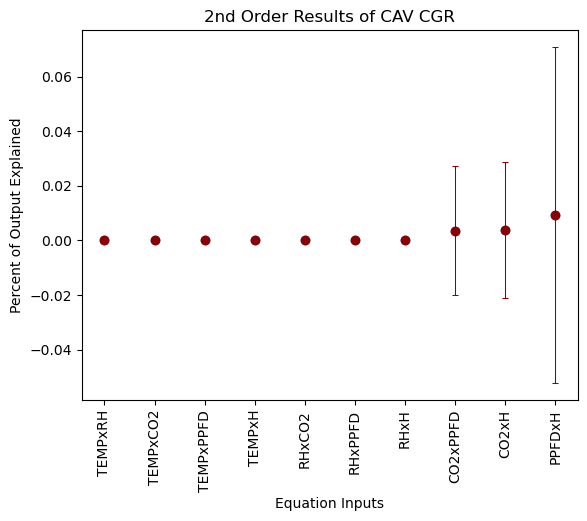 2nd Order Results of CAV CGR
Percent of Output Explained
0.06
0.04
0.02
0.00
−0.02
−0.04
TEMPxRH
TEMPxCO2
TEMPxPPFD
TEMPxH
RHxCO2
RHxPPFD
RHxH
CO2xPPFD
CO2xH
PPFDxH
Equation Inputs